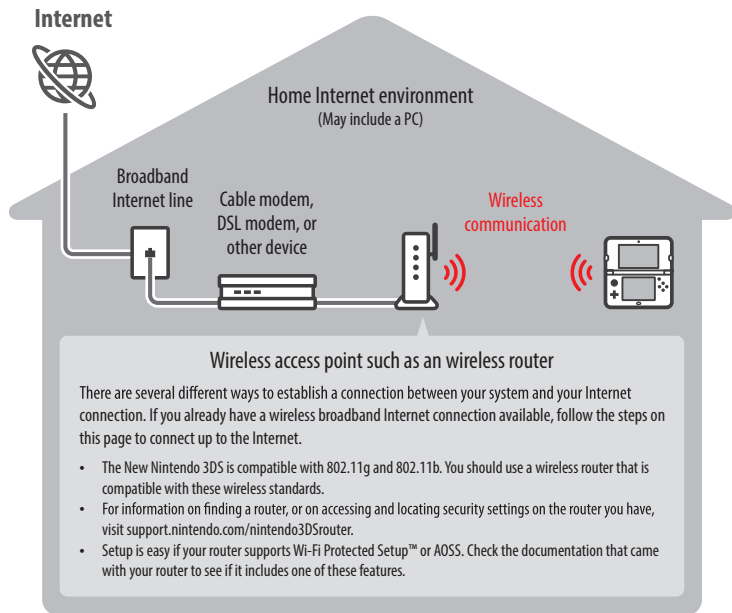 Internet
Home Internet environment
(May include a PC)
Broadband
Internet line
Cable modem,
DSL modem, or
other device
Wireless
communication
Wireless access point such as an wireless router
There are several different ways to establish a connection between your system and your Internet
connection. If you already have a wireless broadband Internet connection available, follow the steps on
this page to connect up to the Internet.
• The New Nintendo 3DS is compatible with 802.11g and 802.11b. You should use a wireless router that is
compatible with these wireless standards.
• For information on finding a router, or on accessing and locating security settings on the router you have,
visit support.nintendo.com/nintendo3DSrouter.
• Setup is easy if your router supports Wi-Fi Protected Setup™ or AOSS. Check the documentation that came
with your router to see if it includes one of these features.